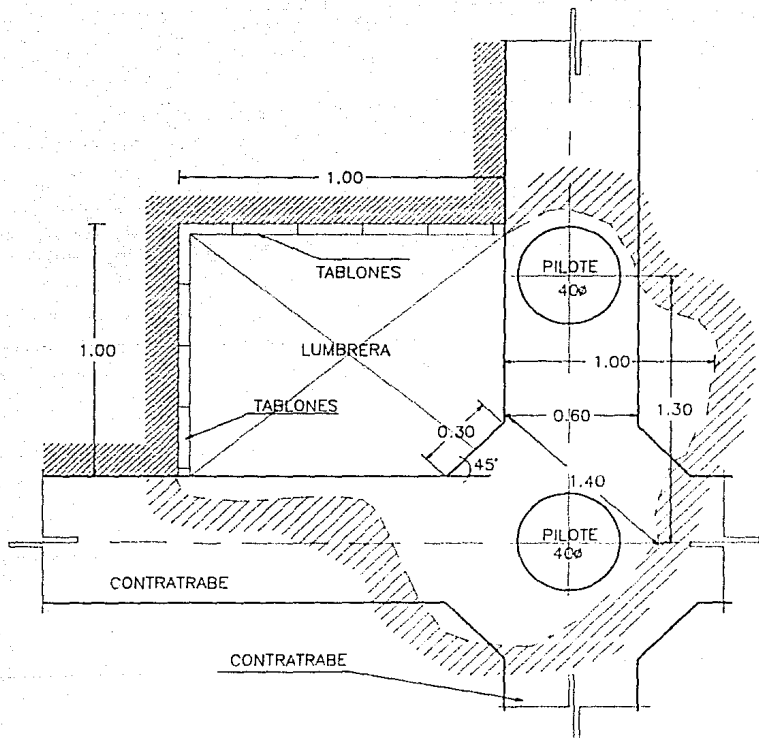 1.00
TABLONES
PILOTE
40ø
1.00
LUMBRERA
1.00
TABLONES
0.30
0.60
1.30
45°
1.40
PILOTE
40ø
CONTRATRABE
CONTRATRABE